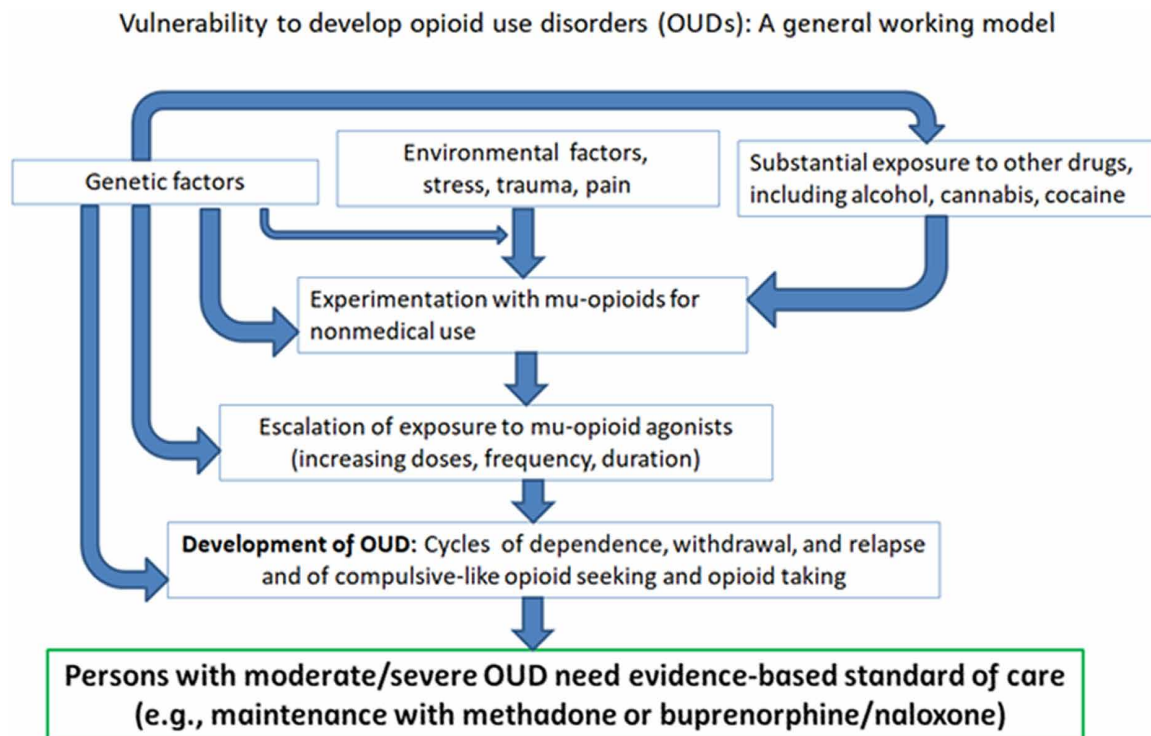 Vulnerability to develop opioid use disorders (OUDs): A general working model
Genetic factors
Environmental factors,
stress, trauma, pain
Substantial exposure to other drugs,
including alcohol, cannabis, cocaine
Experimentation with mu-opioids for
nonmedical use
Escalation of exposure to mu-opioid agonists
(increasing doses, frequency, duration)
Development of OUD: Cycles of dependence, withdrawal, and relapse
and of compulsive-like opioid seeking and opioid taking
Persons with moderate/severe OUD need evidence-based standard of care
(e.g., maintenance with methadone or buprenorphine/naloxone)